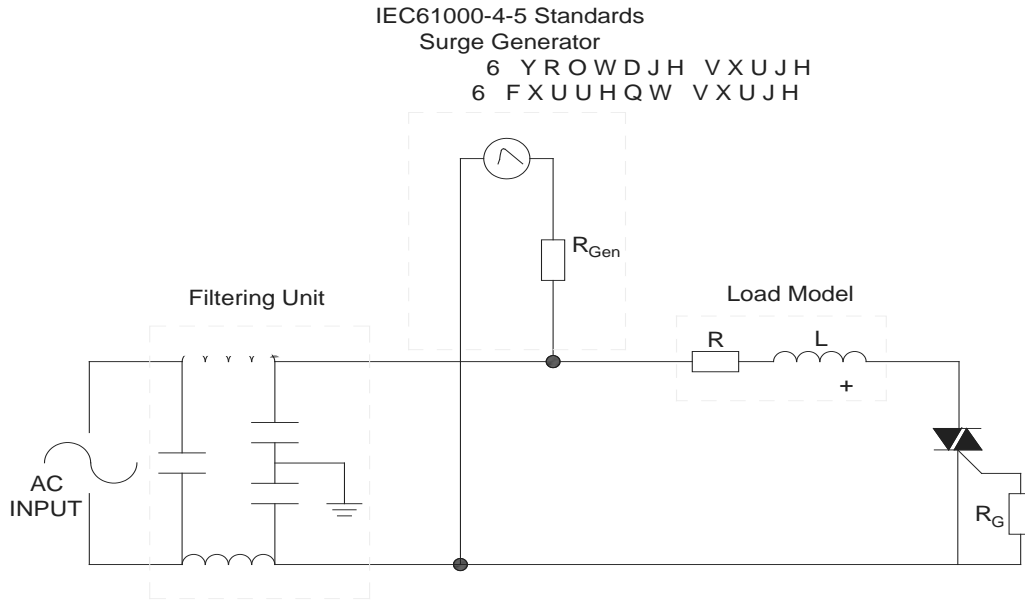 IEC61000-4-5 Standards
Surge Generator
6 YROWDJH VXUJH
6 FXUUHQW VXUJH
RGen
Filtering Unit
Load Model
R
L
+
AC
INPUT
RG